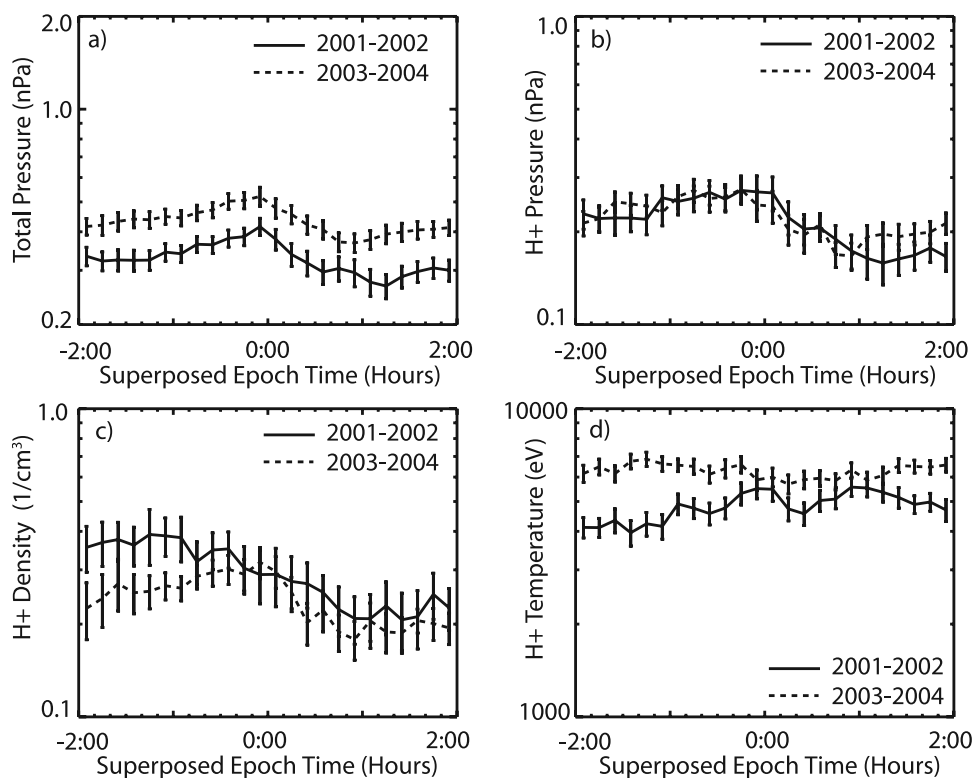 a)
2001-2002
2003-2004
2.0
1.0
0.2
Total Pressure (nPa)
-2:00 0:00 2:00
Superposed Epoch Time (Hours)
b)
2001-2002
2003-2004
1.0
0.1
H+ Pressure (nPa)
-2:00 0:00 2:00
Superposed Epoch Time (Hours)
c)
2001-2002
2003-2004
1.0
0.1
H+ Density (1/cm³)
-2:00 0:00 2:00
Superposed Epoch Time (Hours)
d)
10000
1000
H+ Temperature (eV)
2001-2002
2003-2004
-2:00 0:00 2:00
Superposed Epoch Time (Hours)